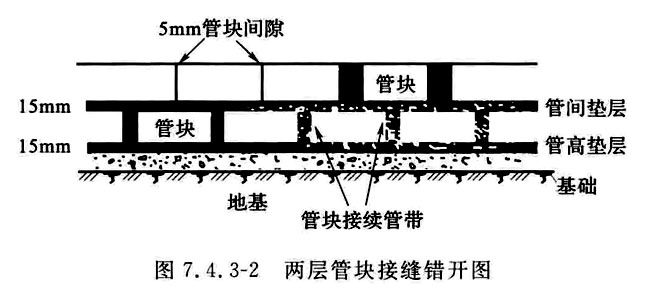 5mm管块间隙
管块
15mm
管间垫层
管块
15mm
管高垫层
基础
地基
管块接续管带
图 7.4.3-2 两层管块接缝错开图